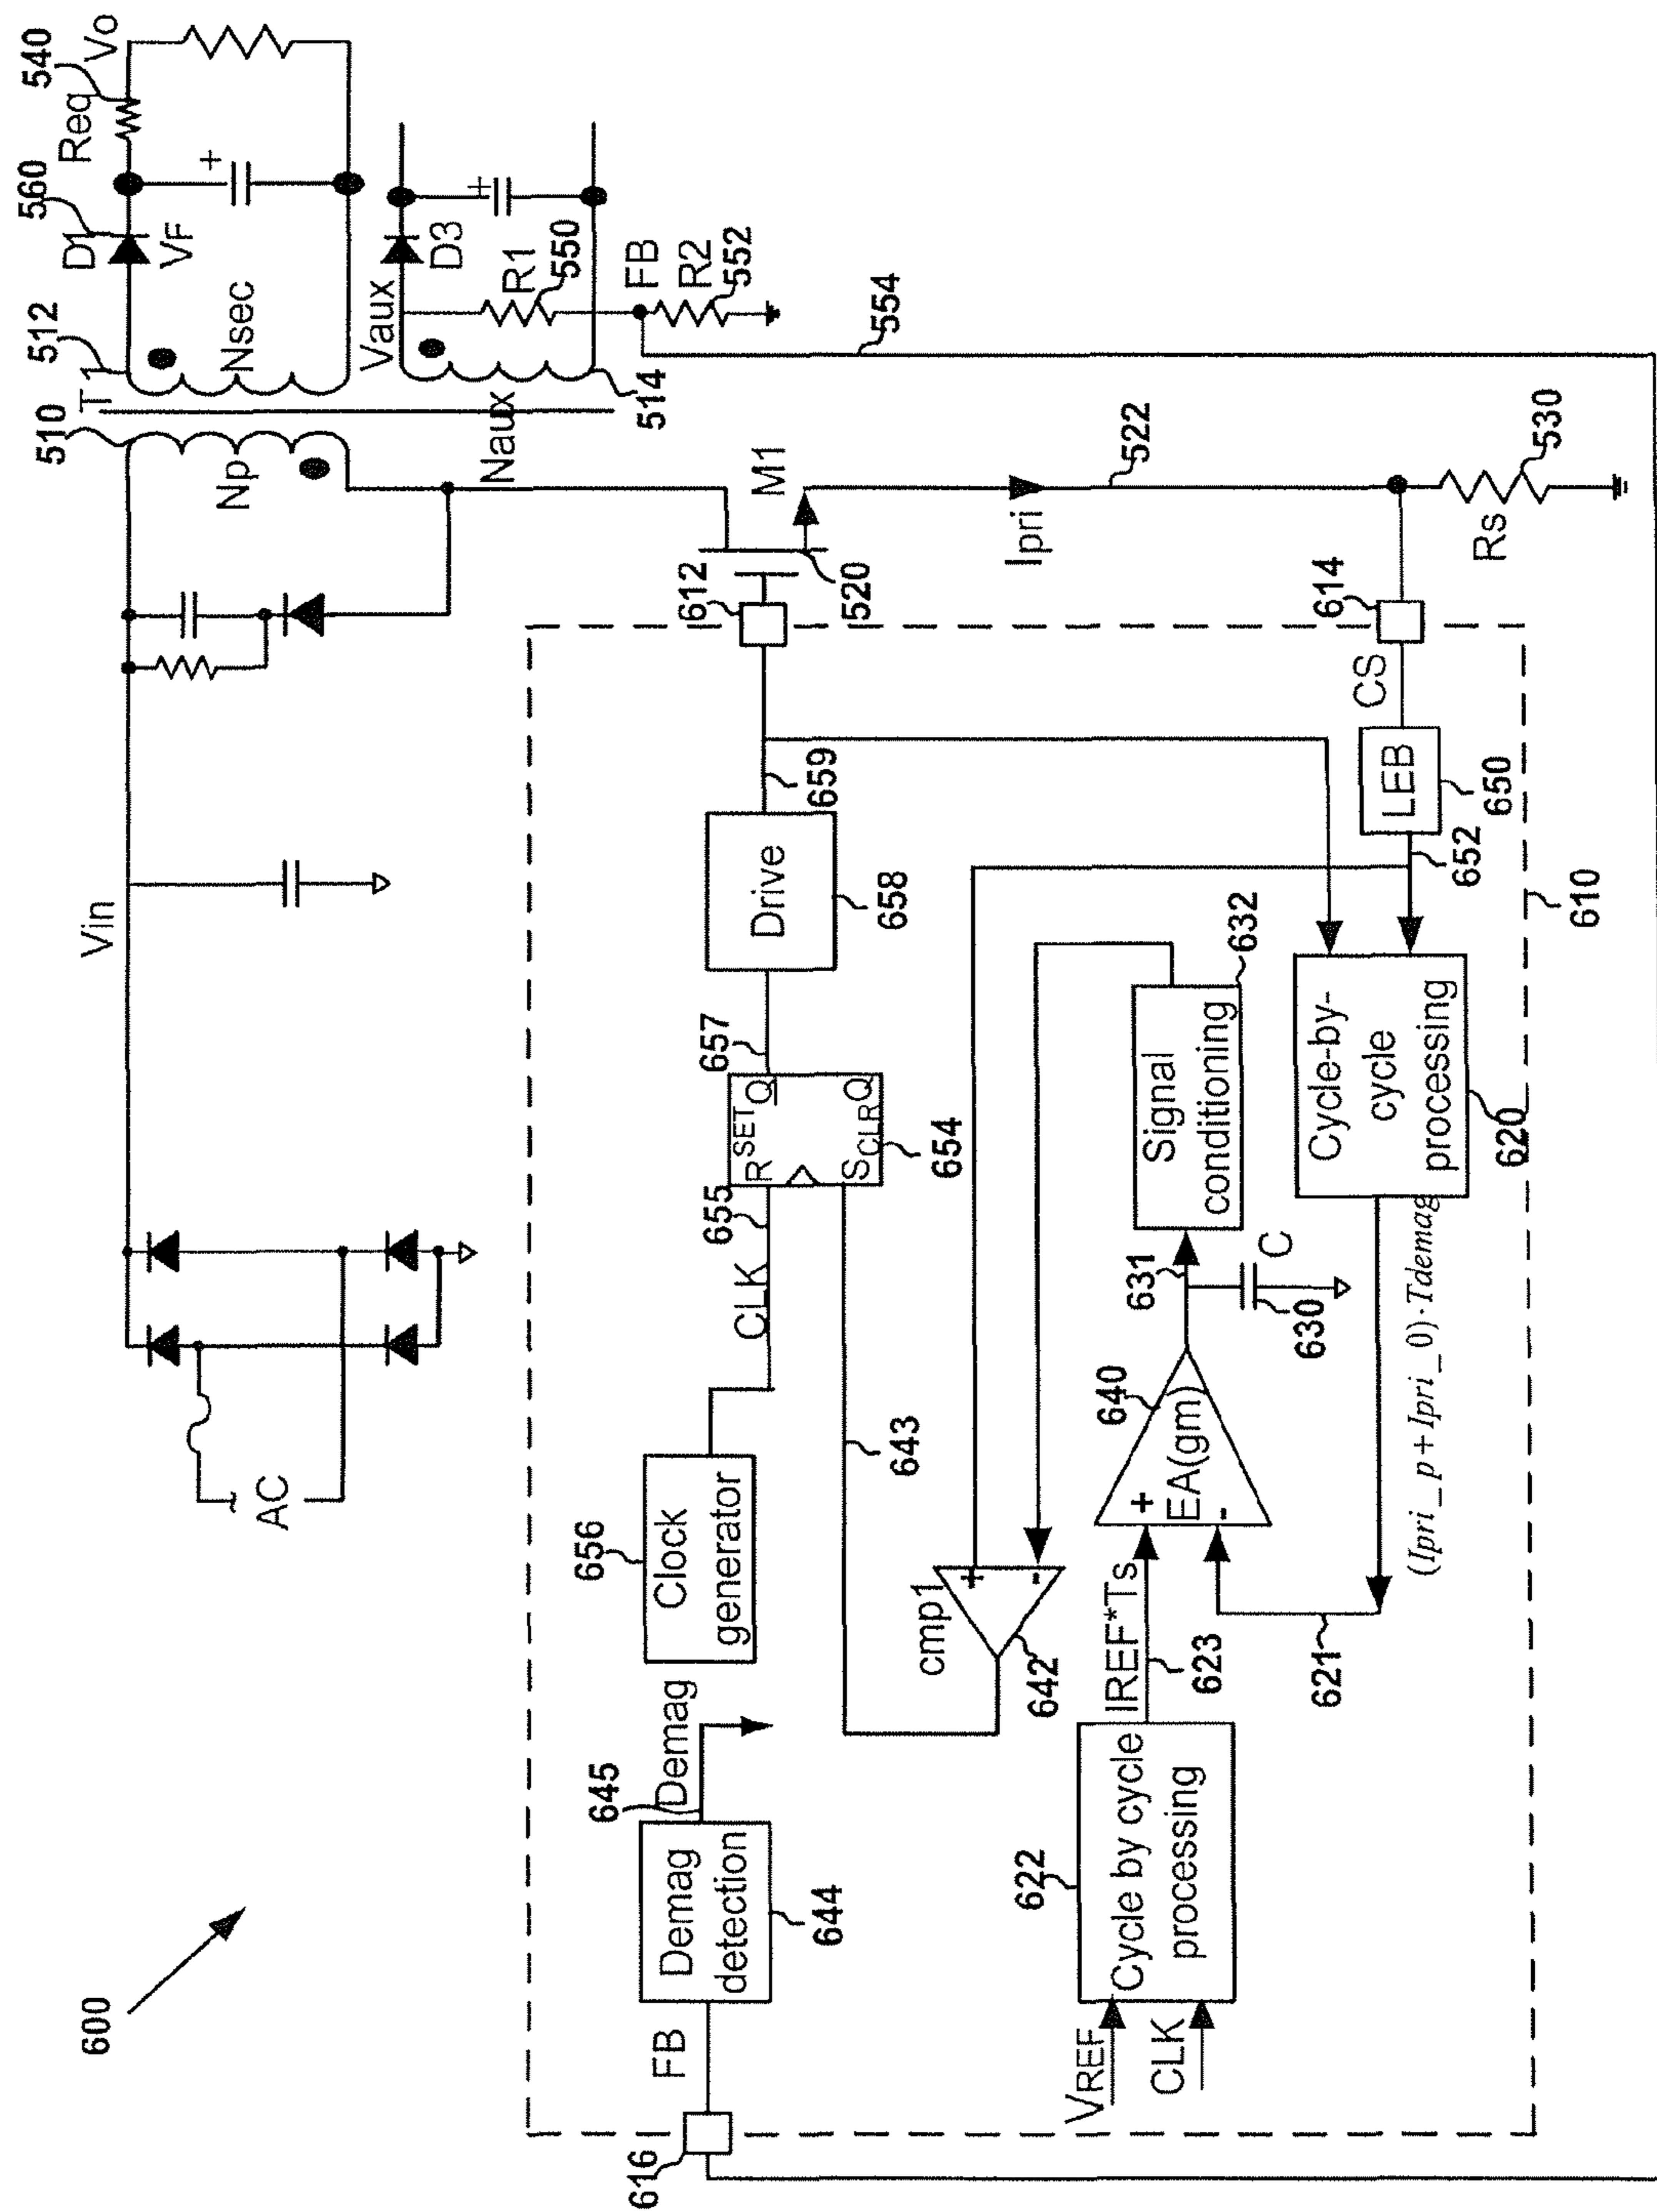 600
AC
Vin
510
Np
T1
512
Nsec
D1
560
VF
Req
540
Vo
Vaux
D3
R1
550
FB
R2
552
554
514
Naux
M1
520
612
Ipri
522
Rs
530
614
CS
LEB
650
652
610
616
FB
Demag
detection
644
645
Demag
656
Clock
generator
CLK
655
R SET Q
S CLR Q
654
657
Drive
658
659
643
cmp1
+
-
642
VREF
CLK
622
Cycle by cycle
processing
IREF*Ts
623
621
640
+
EA(gm)
-
631
C
630
Signal
conditioning
632
Cycle-by-
cycle
processing
620
(Ipri_p + Ipri_0)·Tdemag
+
+